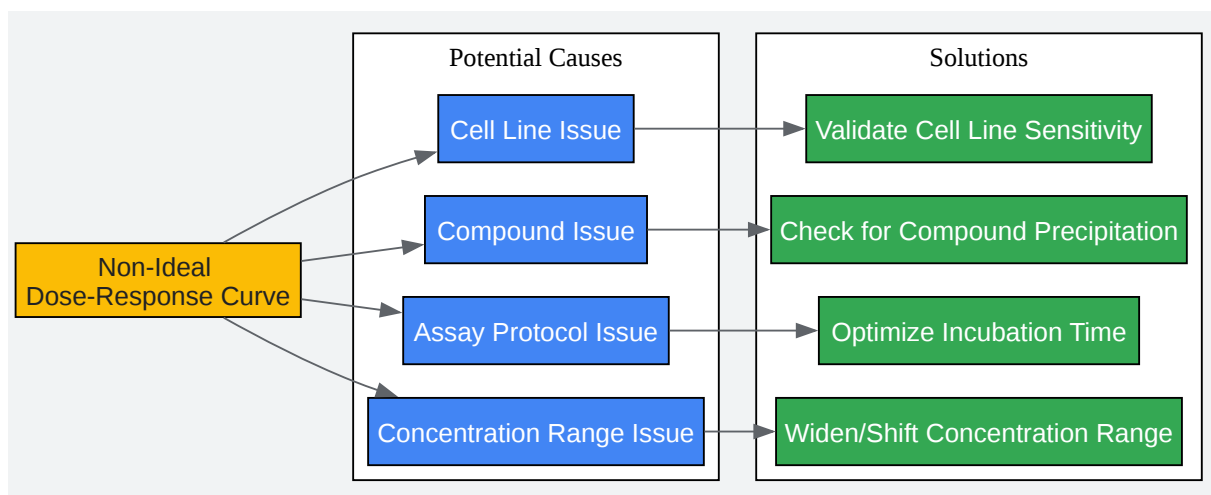 Potential Causes
Solutions
Cell Line Issue
Validate Cell Line Sensitivity
Compound Issue
Check for Compound Precipitation
Non-Ideal
Dose-Response Curve
Assay Protocol Issue
Optimize Incubation Time
Concentration Range Issue
Widen/Shift Concentration Range